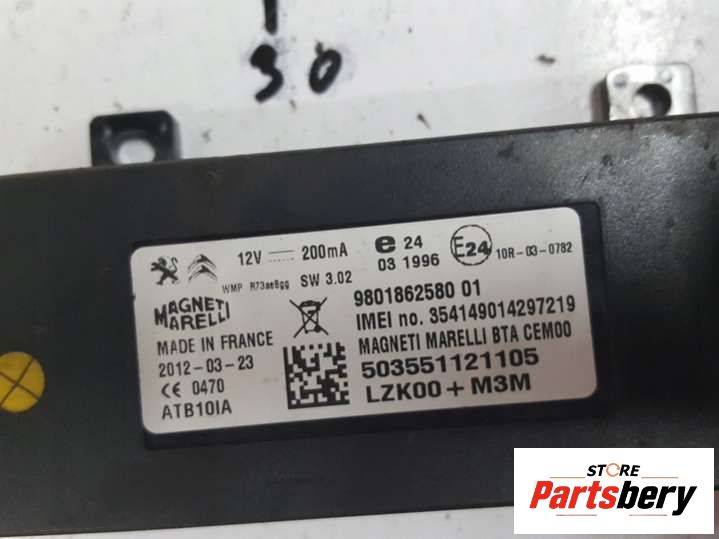 30
12V 200mA e 24 E24
03 1996 10R-03-0782
SW 3.02
MAGNETI
MARELLI
MADE IN FRANCE
2012-03-23
CE 0470
ATB10IA
9801862580 01
IMEI no. 354149014297219
MAGNETI MARELLI BTA CEM00
503551121105
LZK00+M3M
STORE
Partsbery